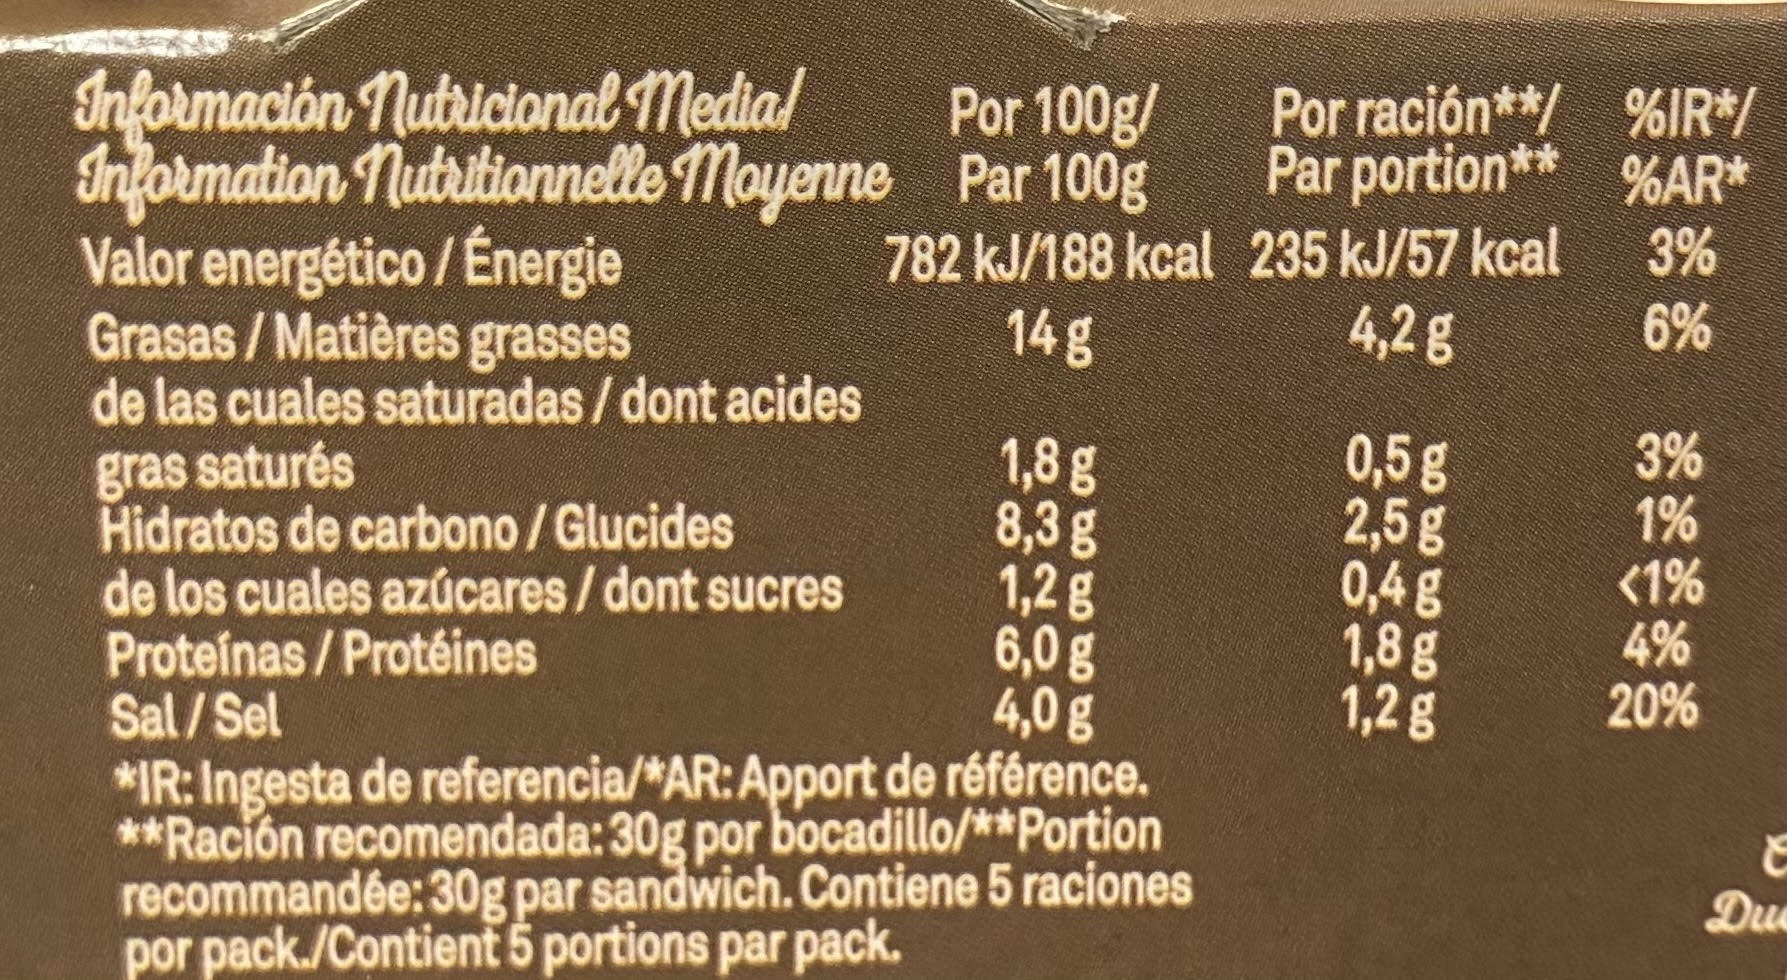 Información Nutricional Media/ Por 100g/ Por ración**/ %IR*/
Information Nutritionnelle Moyenne Par 100g Par portion** %AR*
Valor energético / Énergie 782 kJ/188 kcal 235 kJ/57 kcal 3%
Grasas / Matières grasses 14 g 4,2 g 6%
de las cuales saturadas / dont acides
gras saturés 1,8 g 0,5 g 3%
Hidratos de carbono / Glucides 8,3 g 2,5 g 1%
de los cuales azúcares / dont sucres 1,2 g 0,4 g <1%
Proteínas / Protéines 6,0 g 1,8 g 4%
Sal / Sel 4,0 g 1,2 g 20%
*IR: Ingesta de referencia/*AR: Apport de référence.
**Ración recomendada: 30g por bocadillo/**Portion
recommandée: 30g par sandwich. Contiene 5 raciones
por pack./Contient 5 portions par pack.